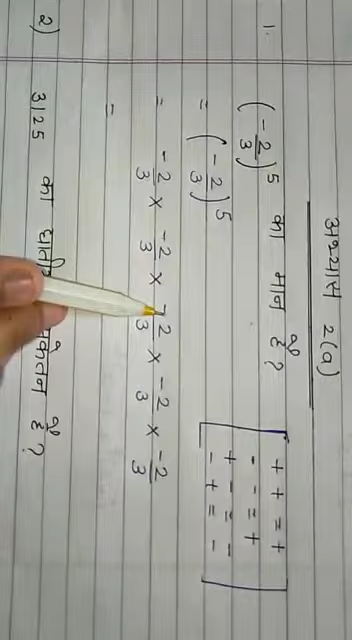 अभ्यास 2(a)
1. (-2/3)^5 का मान है?
= (-2/3)^5
= -2/3 × -2/3 × -2/3 × -2/3 × -2/3
=
+ + = +
- - = +
+ - = -
- + = -
2) 3125 का है?